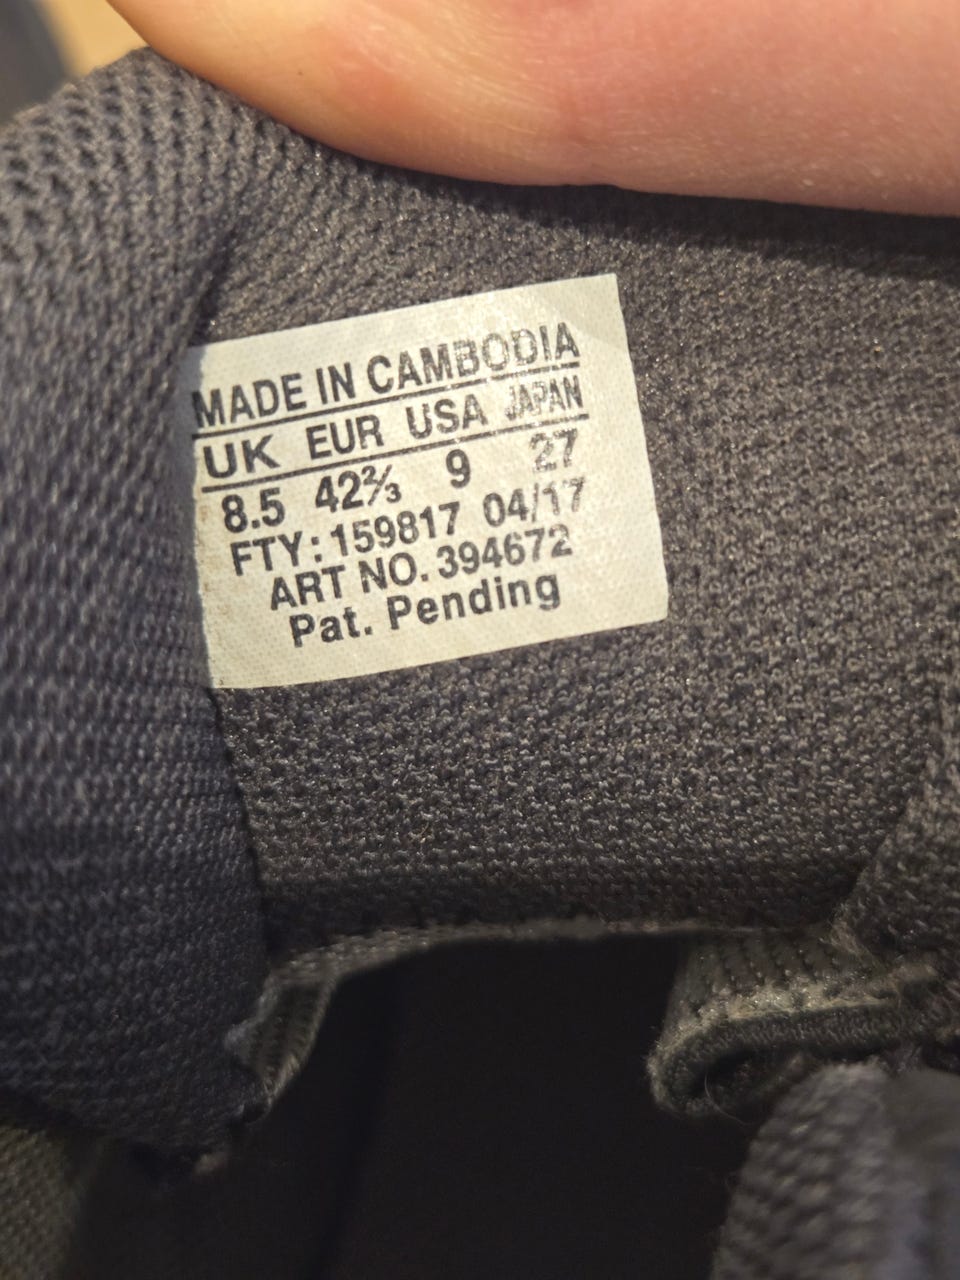 MADE IN CAMBODIA
UK EUR USA JAPAN
8.5 42⅔ 9 27
FTY: 159817 04/17
ART NO. 394672
Pat. Pending